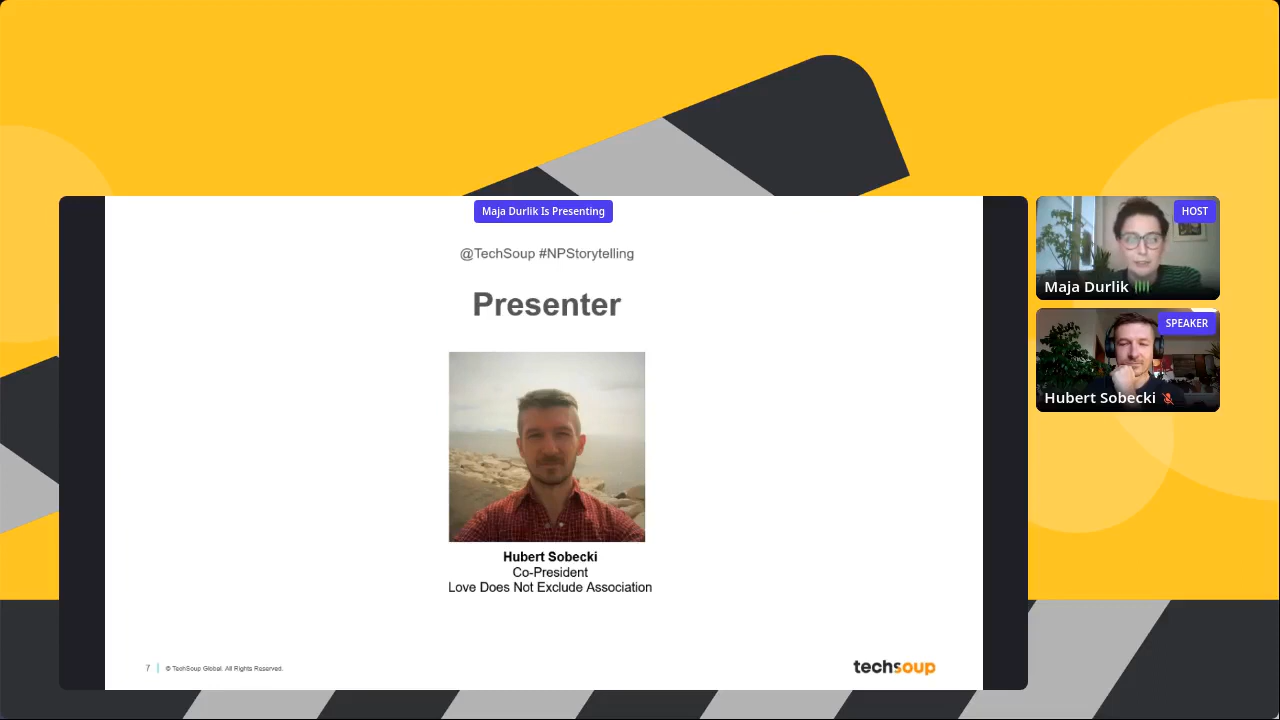 Maja Durlik Is Presenting
@TechSoup #NPStorytelling
Presenter
Hubert Sobecki
Co-President
Love Does Not Exclude Association
7
© TechSoup Global. All Rights Reserved.
techsoup
HOST
Maja Durlik
SPEAKER
Hubert Sobecki